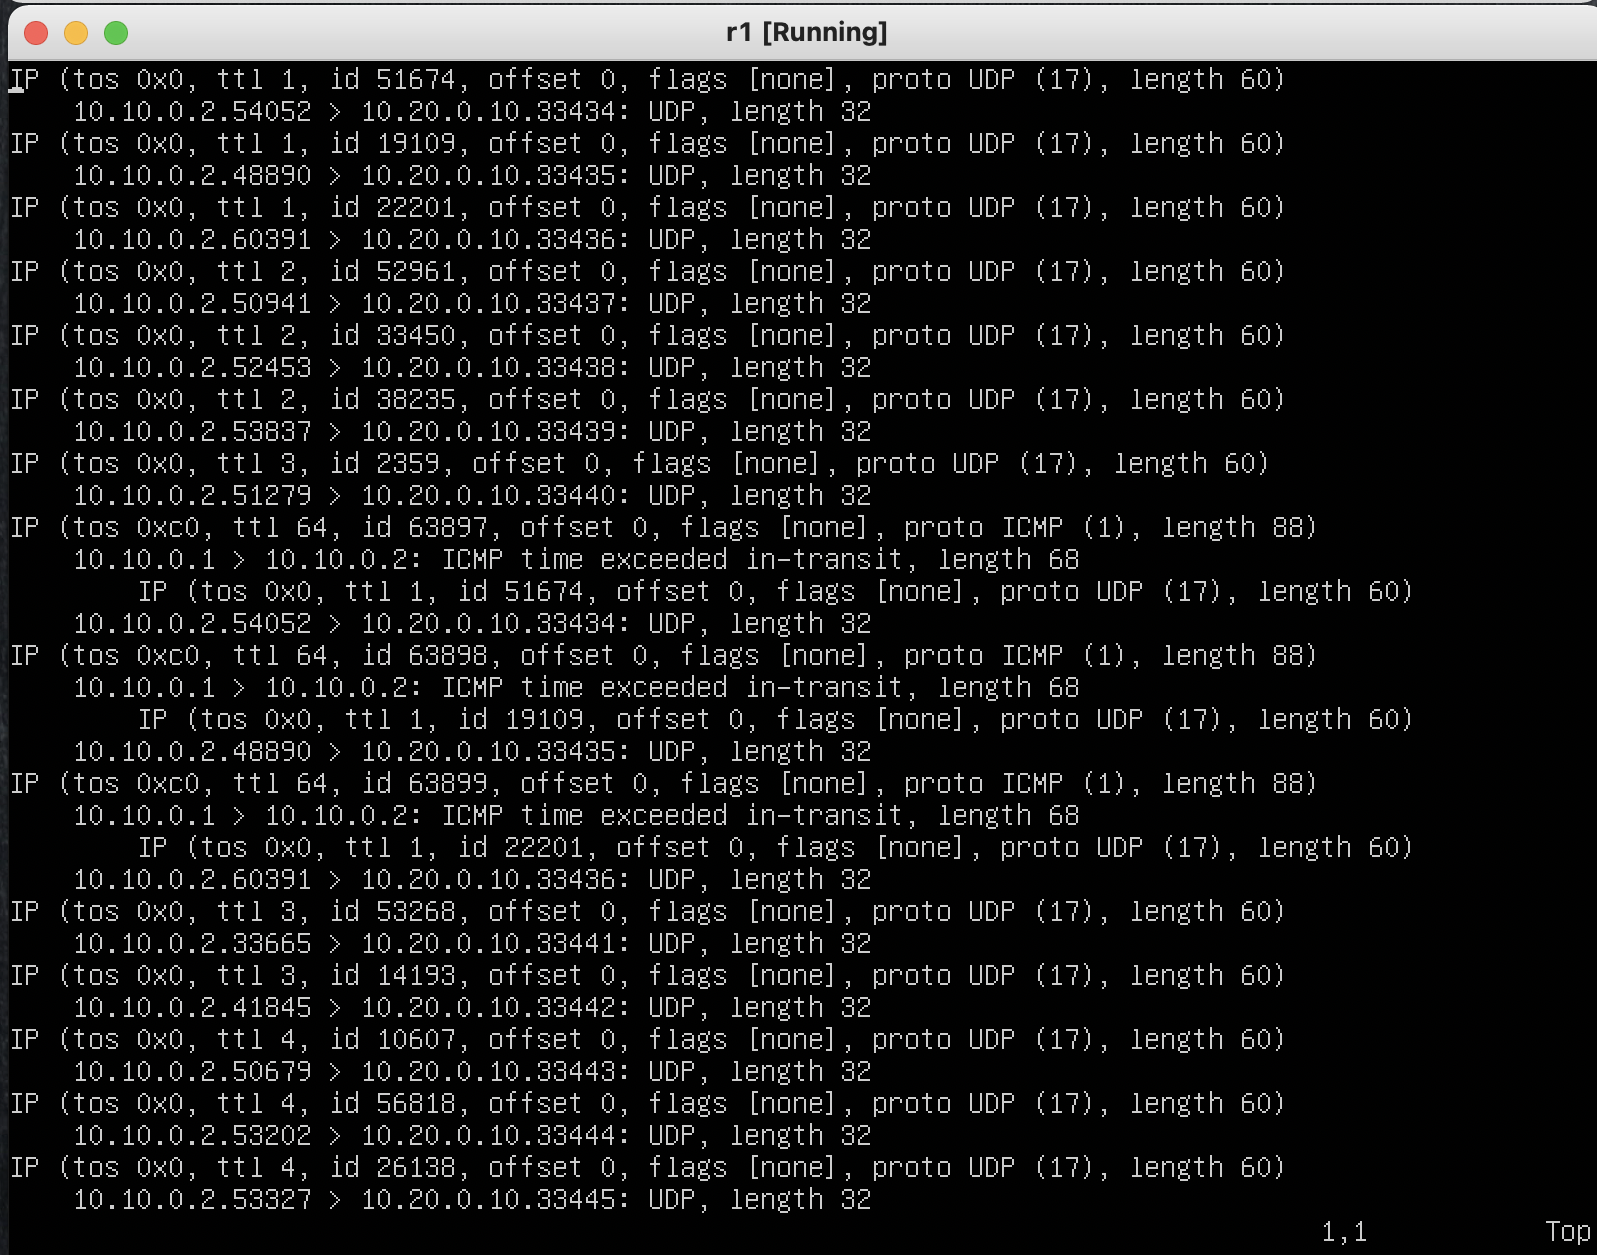 r1 [Running]
IP (tos 0x0, ttl 1, id 51674, offset 0, flags [none], proto UDP (17), length 60)
    10.10.0.2.54052 > 10.20.0.10.33434: UDP, length 32
IP (tos 0x0, ttl 1, id 19109, offset 0, flags [none], proto UDP (17), length 60)
    10.10.0.2.48890 > 10.20.0.10.33435: UDP, length 32
IP (tos 0x0, ttl 1, id 22201, offset 0, flags [none], proto UDP (17), length 60)
    10.10.0.2.60391 > 10.20.0.10.33436: UDP, length 32
IP (tos 0x0, ttl 2, id 52961, offset 0, flags [none], proto UDP (17), length 60)
    10.10.0.2.50941 > 10.20.0.10.33437: UDP, length 32
IP (tos 0x0, ttl 2, id 33450, offset 0, flags [none], proto UDP (17), length 60)
    10.10.0.2.52453 > 10.20.0.10.33438: UDP, length 32
IP (tos 0x0, ttl 2, id 38235, offset 0, flags [none], proto UDP (17), length 60)
    10.10.0.2.53837 > 10.20.0.10.33439: UDP, length 32
IP (tos 0x0, ttl 3, id 2359, offset 0, flags [none], proto UDP (17), length 60)
    10.10.0.2.51279 > 10.20.0.10.33440: UDP, length 32
IP (tos 0xc0, ttl 64, id 63897, offset 0, flags [none], proto ICMP (1), length 88)
    10.10.0.1 > 10.10.0.2: ICMP time exceeded in-transit, length 68
        IP (tos 0x0, ttl 1, id 51674, offset 0, flags [none], proto UDP (17), length 60)
    10.10.0.2.54052 > 10.20.0.10.33434: UDP, length 32
IP (tos 0xc0, ttl 64, id 63898, offset 0, flags [none], proto ICMP (1), length 88)
    10.10.0.1 > 10.10.0.2: ICMP time exceeded in-transit, length 68
        IP (tos 0x0, ttl 1, id 19109, offset 0, flags [none], proto UDP (17), length 60)
    10.10.0.2.48890 > 10.20.0.10.33435: UDP, length 32
IP (tos 0xc0, ttl 64, id 63899, offset 0, flags [none], proto ICMP (1), length 88)
    10.10.0.1 > 10.10.0.2: ICMP time exceeded in-transit, length 68
        IP (tos 0x0, ttl 1, id 22201, offset 0, flags [none], proto UDP (17), length 60)
    10.10.0.2.60391 > 10.20.0.10.33436: UDP, length 32
IP (tos 0x0, ttl 3, id 53268, offset 0, flags [none], proto UDP (17), length 60)
    10.10.0.2.33665 > 10.20.0.10.33441: UDP, length 32
IP (tos 0x0, ttl 3, id 14193, offset 0, flags [none], proto UDP (17), length 60)
    10.10.0.2.41845 > 10.20.0.10.33442: UDP, length 32
IP (tos 0x0, ttl 4, id 10607, offset 0, flags [none], proto UDP (17), length 60)
    10.10.0.2.50679 > 10.20.0.10.33443: UDP, length 32
IP (tos 0x0, ttl 4, id 56818, offset 0, flags [none], proto UDP (17), length 60)
    10.10.0.2.53202 > 10.20.0.10.33444: UDP, length 32
IP (tos 0x0, ttl 4, id 26138, offset 0, flags [none], proto UDP (17), length 60)
    10.10.0.2.53327 > 10.20.0.10.33445: UDP, length 32
1,1 Top